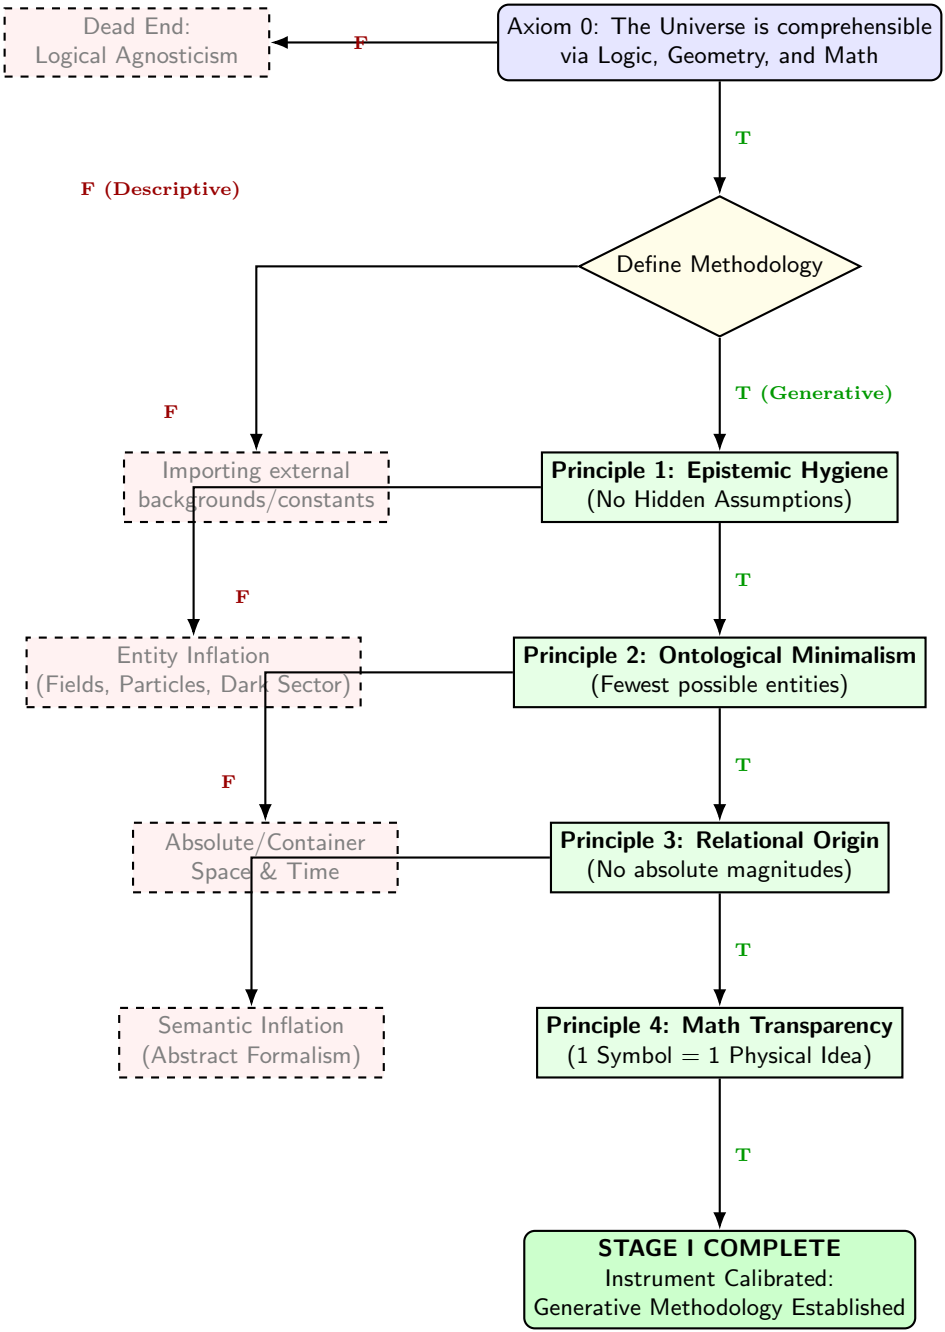 Dead End:
Logical Agnosticism
F
Axiom 0: The Universe is comprehensible
via Logic, Geometry, and Math
T
F (Descriptive)
Define Methodology
T (Generative)
F
Importing external
backgrounds/constants
Principle 1: Epistemic Hygiene
(No Hidden Assumptions)
F
T
Entity Inflation
(Fields, Particles, Dark Sector)
Principle 2: Ontological Minimalism
(Fewest possible entities)
F
T
Absolute/Container
Space & Time
Principle 3: Relational Origin
(No absolute magnitudes)
T
Semantic Inflation
(Abstract Formalism)
Principle 4: Math Transparency
(1 Symbol = 1 Physical Idea)
T
STAGE I COMPLETE
Instrument Calibrated:
Generative Methodology Established